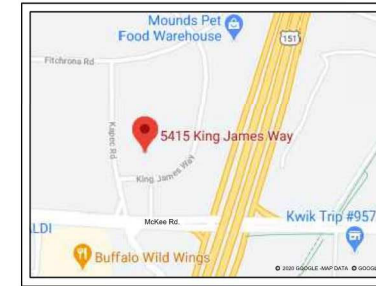 Mounds Pet
Food Warehouse
151
Fitchrona Rd
Kapec Rd
5415 King James Way
King James Way
McKee Rd.
Kwik Trip #957
ALDI
Buffalo Wild Wings
© 2020 GOOGLE -MAP DATA © GOOGLE